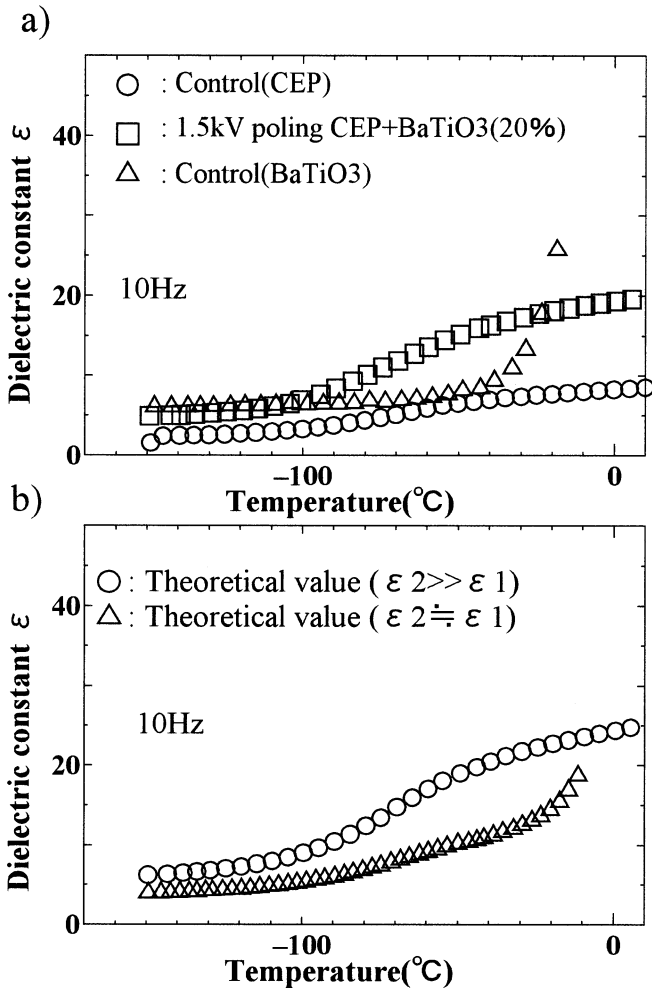 a)
Dielectric constant ε
40
20
0
○ : Control(CEP)
□ : 1.5kV poling CEP+BaTiO3(20%)
△ : Control(BaTiO3)
10Hz
−100
0
Temperature(℃)
b)
Dielectric constant ε
40
20
0
○ : Theoretical value ( ε 2>> ε 1)
△ : Theoretical value ( ε 2≒ ε 1)
10Hz
−100
0
Temperature(℃)